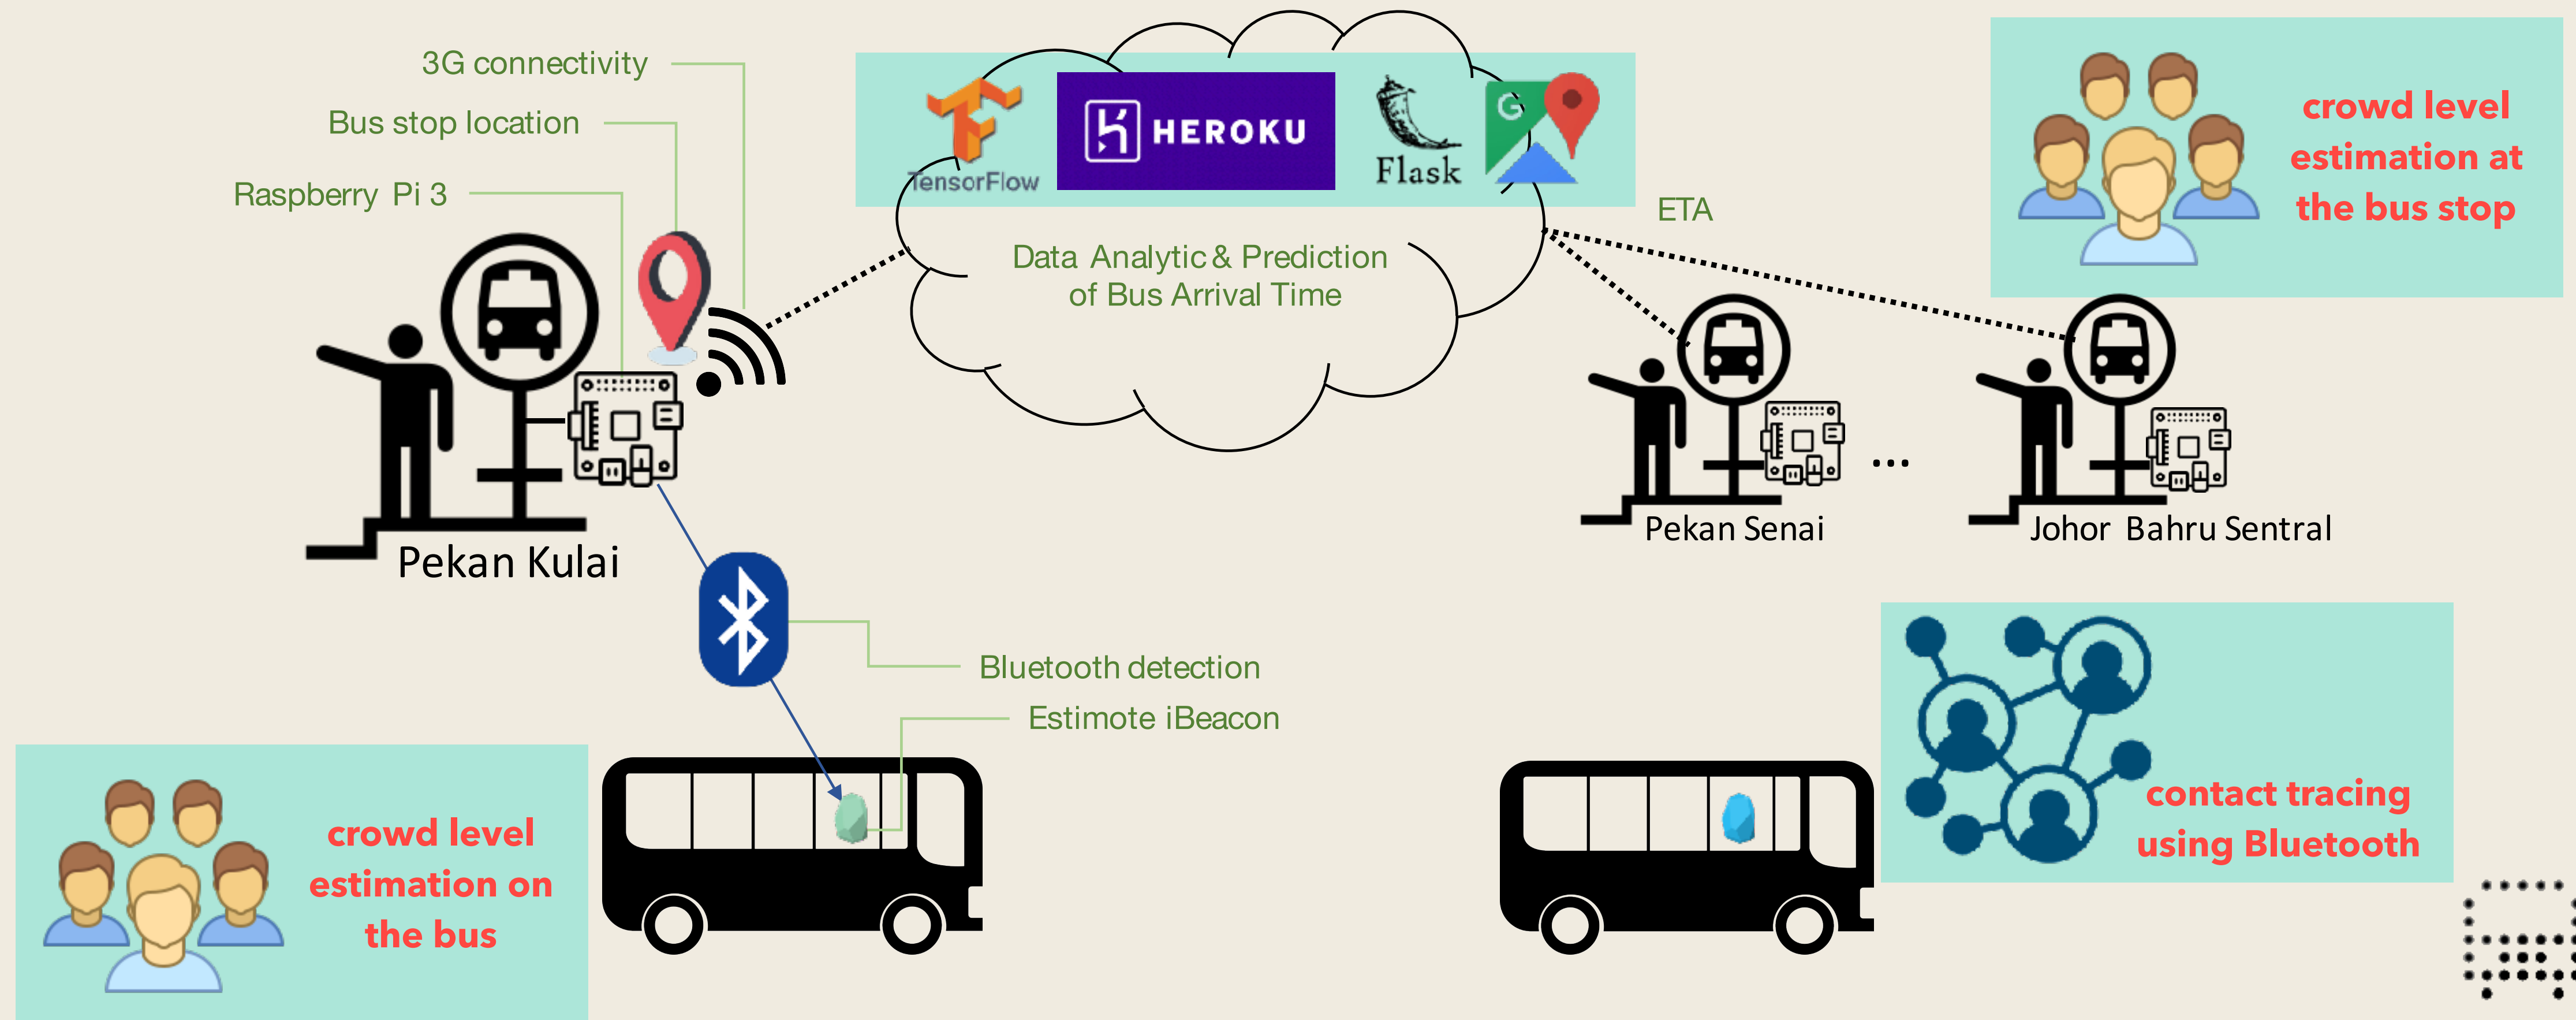 3G connectivity
Bus stop location
Raspberry Pi 3
TensorFlow
HEROKU
Flask
G
Data Analytic & Prediction
of Bus Arrival Time
ETA
crowd level
estimation at
the bus stop
Pekan Kulai
Pekan Senai
...
Johor Bahru Sentral
Bluetooth detection
Estimote iBeacon
crowd level
estimation on
the bus
contact tracing
using Bluetooth